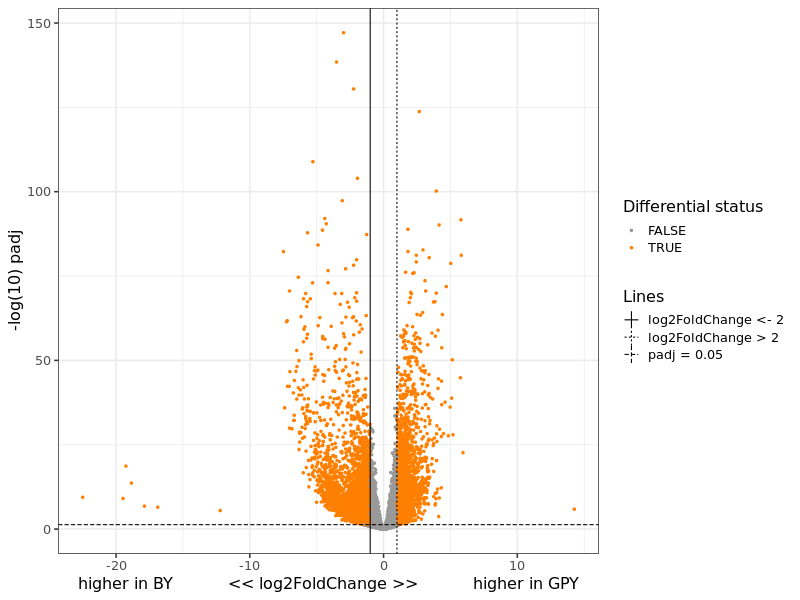 150
100
50
0
-log(10) padj
-20
-10
0
10
higher in BY
<< log2FoldChange >>
higher in GPY
Differential status
FALSE
TRUE
Lines
log2FoldChange <- 2
log2FoldChange > 2
padj = 0.05